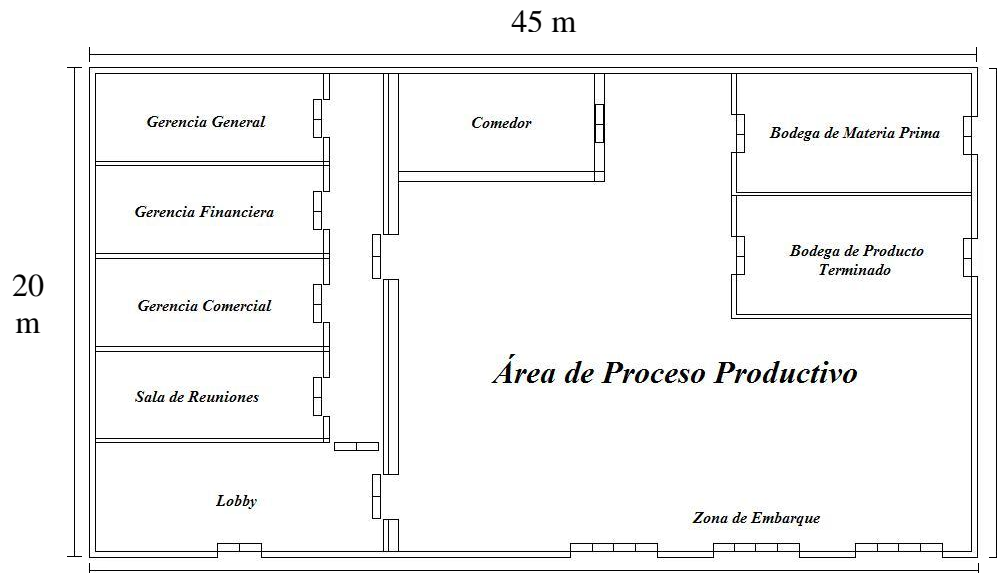 45 m
Gerencia General
Comedor
Bodega de Materia Prima
Gerencia Financiera
Bodega de Producto
Terminado
20
m
Gerencia Comercial
Área de Proceso Productivo
Sala de Reuniones
Lobby
Zona de Embarque